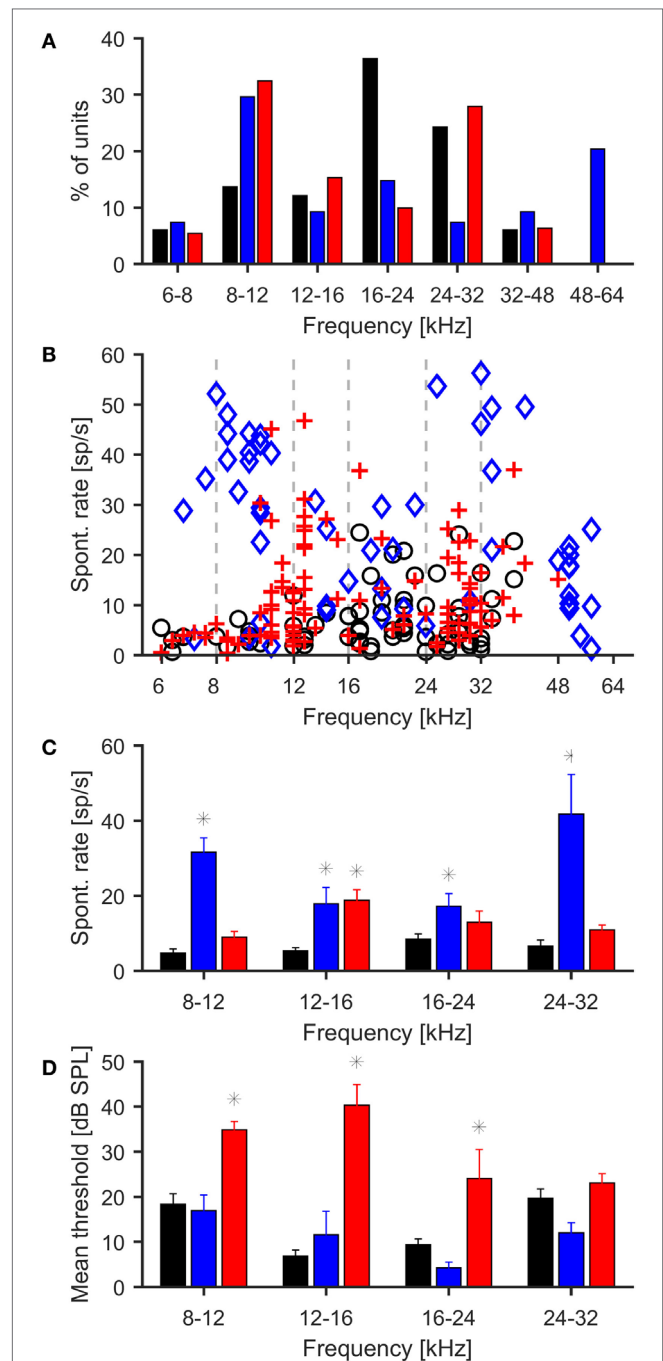 A
% of units
40
30
20
10
0
6-8 8-12 12-16 16-24 24-32 32-48 48-64
Frequency [kHz]
B
Spont. rate [sp/s]
60
50
40
30
20
10
0
6 8 12 16 24 32 48 64
Frequency [kHz]
C
Spont. rate [sp/s]
60
40
20
0
8-12 12-16 16-24 24-32
Frequency [kHz]
D
Mean threshold [dB SPL]
50
40
30
20
10
0
8-12 12-16 16-24 24-32
Frequency [kHz]